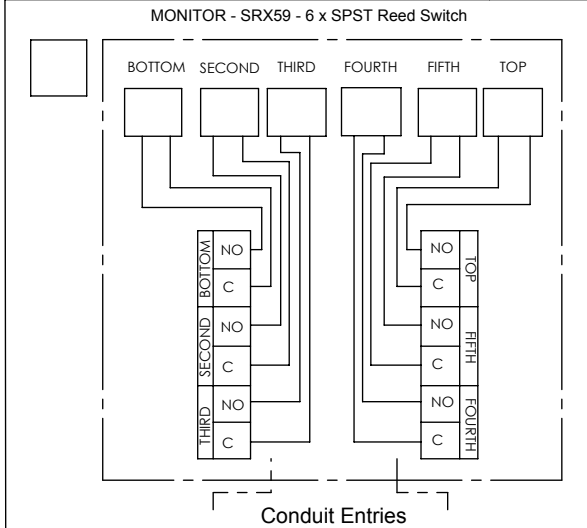 MONITOR - SRX59 - 6 x SPST Reed Switch
BOTTOM SECOND THIRD FOURTH FIFTH TOP
BOTTOM
NO
C
SECOND
NO
C
THIRD
NO
C
NO
C
TOP
NO
C
FIFTH
NO
C
FOURTH
Conduit Entries